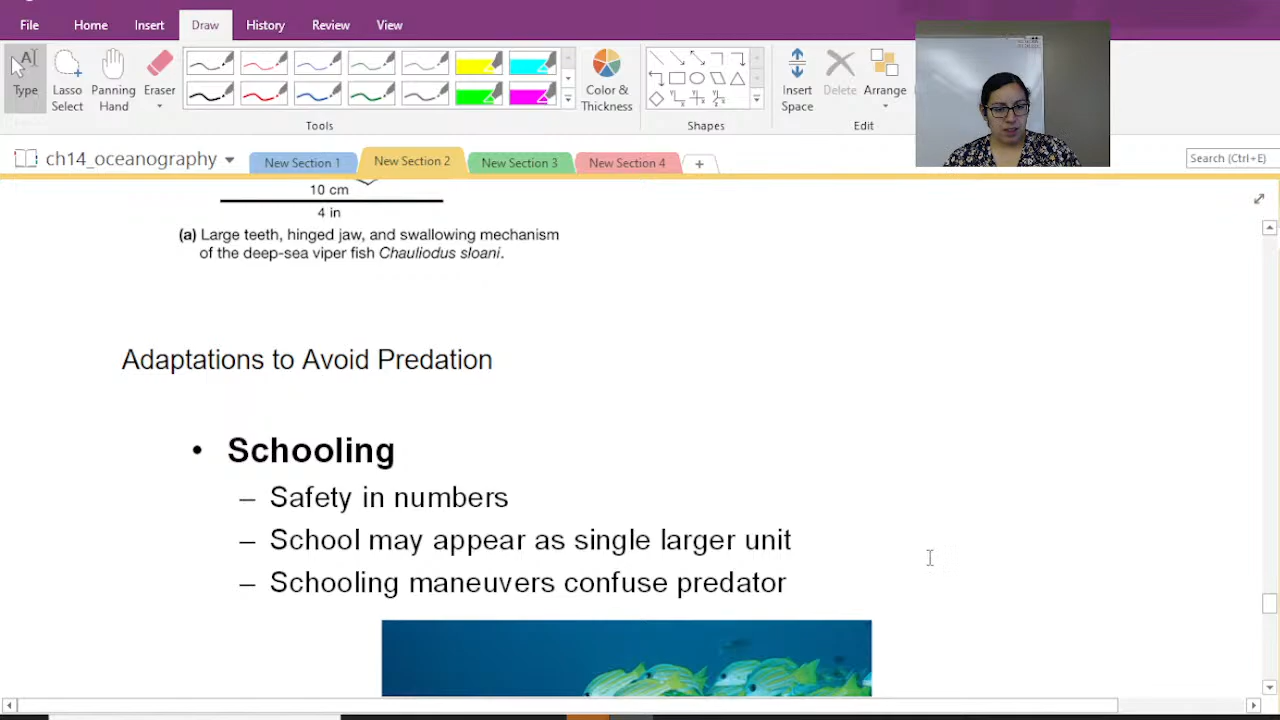 File Home Insert Draw History Review View
Type
Lasso Select
Panning Hand
Eraser
Color & Thickness
Insert Space
Delete
Arrange
Tools Shapes Edit
ch14_oceanography New Section 1 New Section 2 New Section 3 New Section 4 + Search (Ctrl+E)
10 cm
4 in
(a) Large teeth, hinged jaw, and swallowing mechanism
of the deep-sea viper fish Chauliodus sloani.
Adaptations to Avoid Predation
• Schooling
– Safety in numbers
– School may appear as single larger unit
– Schooling maneuvers confuse predator